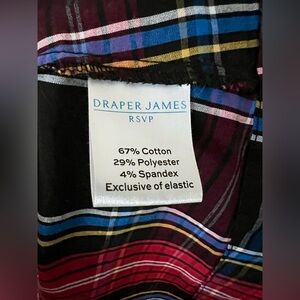 DRAPER JAMES
RSVP
67% Cotton
29% Polyester
4% Spandex
Exclusive of elastic